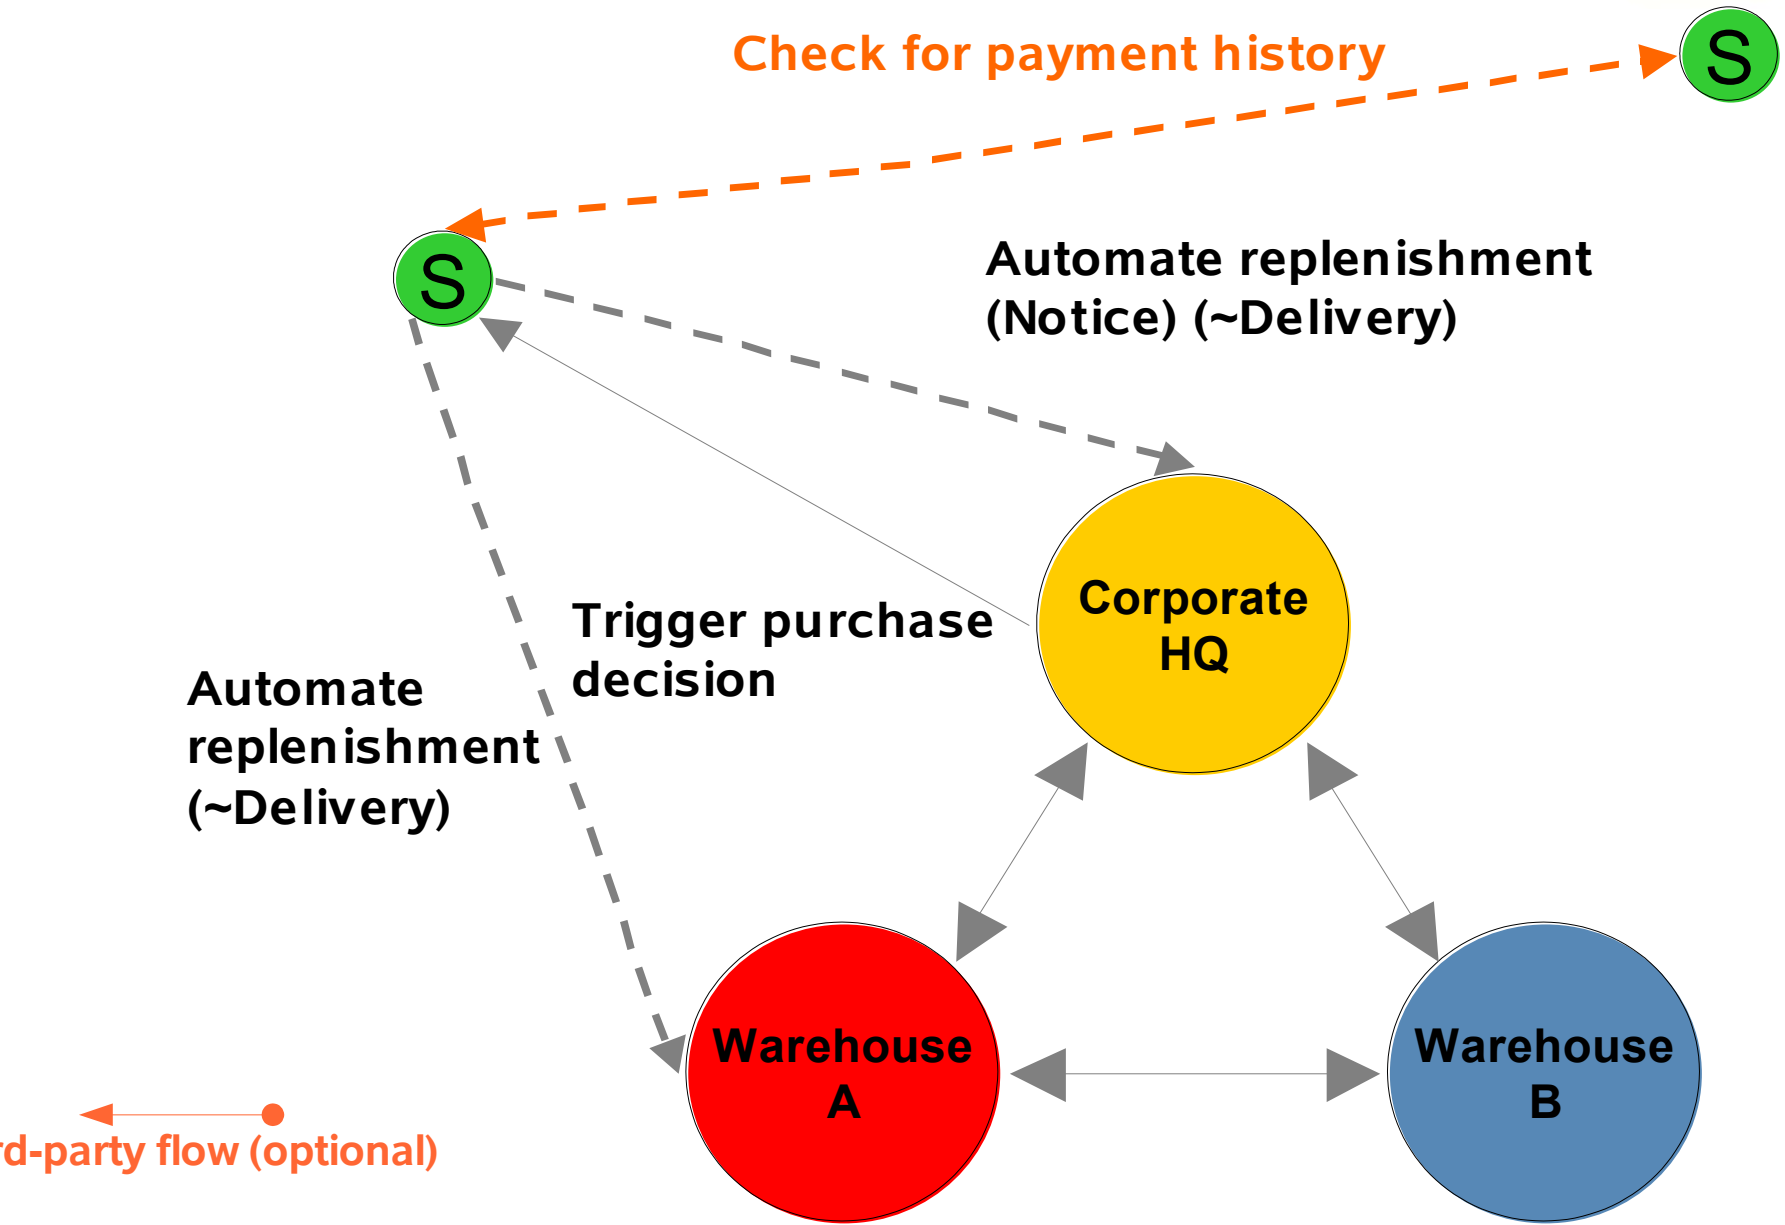 Check for payment history
S
S
Automate replenishment
(Notice) (~Delivery)
Corporate
HQ
Trigger purchase
decision
Automate
replenishment
(~Delivery)
Warehouse
A
Warehouse
B
rd-party flow (optional)